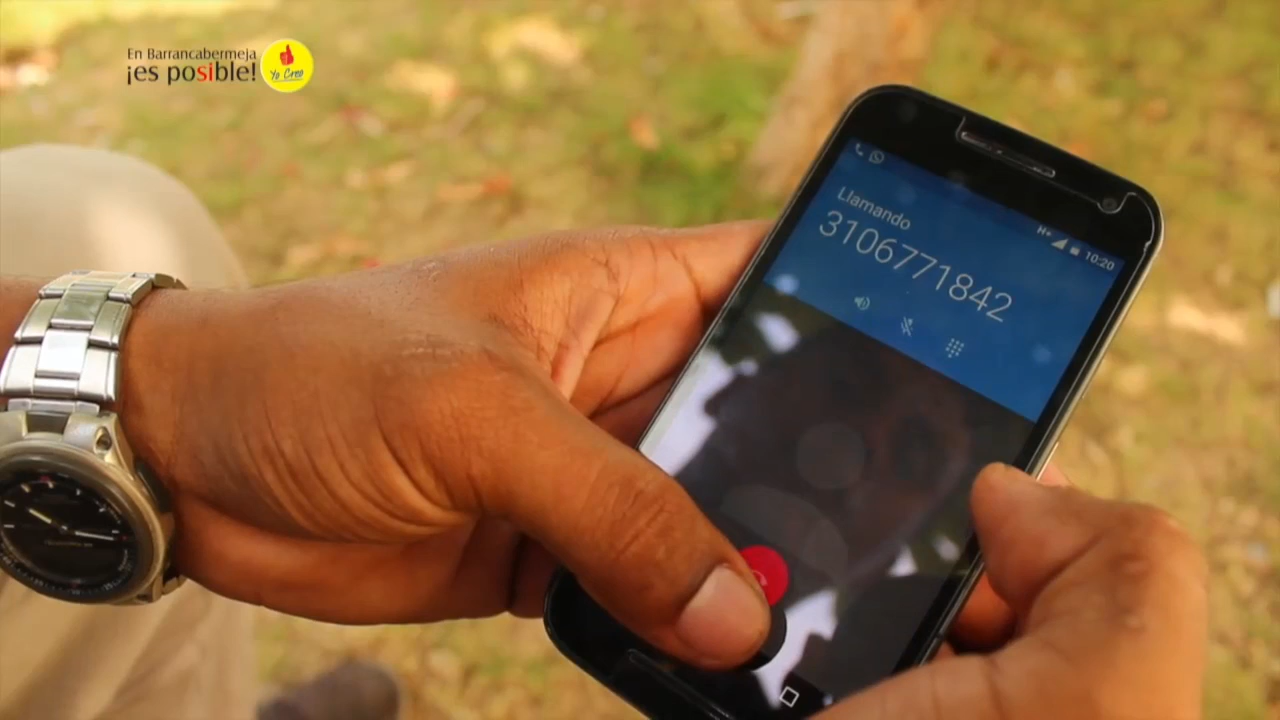 En Barrancabermeja
¡es posible!
Yo Creo
H+ 10:20
Llamando
3106771842